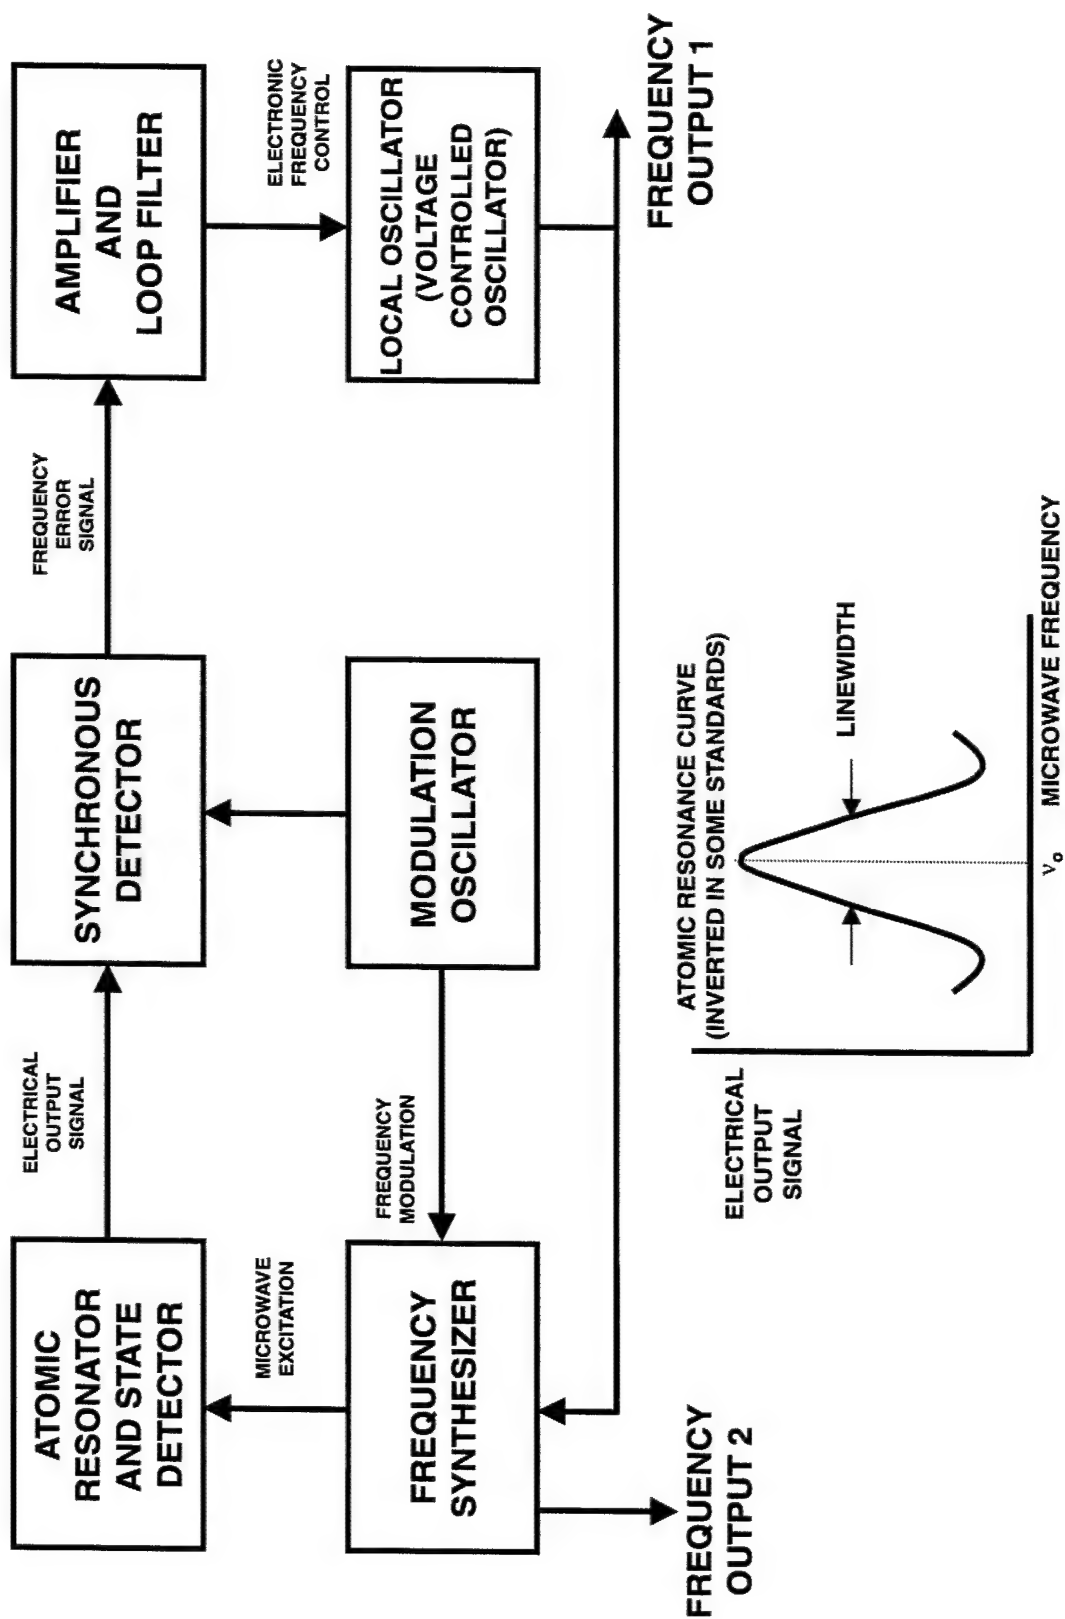 ATOMIC
RESONATOR
AND STATE
DETECTOR
ELECTRICAL
OUTPUT
SIGNAL
SYNCHRONOUS
DETECTOR
FREQUENCY
ERROR
SIGNAL
AMPLIFIER
AND
LOOP FILTER
MICROWAVE
EXCITATION
ELECTRONIC
FREQUENCY
CONTROL
FREQUENCY
SYNTHESIZER
FREQUENCY
MODULATION
MODULATION
OSCILLATOR
LOCAL OSCILLATOR
(VOLTAGE
CONTROLLED
OSCILLATOR)
FREQUENCY
OUTPUT 2
FREQUENCY
OUTPUT 1
ATOMIC RESONANCE CURVE
(INVERTED IN SOME STANDARDS)
ELECTRICAL
OUTPUT
SIGNAL
LINEWIDTH
νo
MICROWAVE FREQUENCY